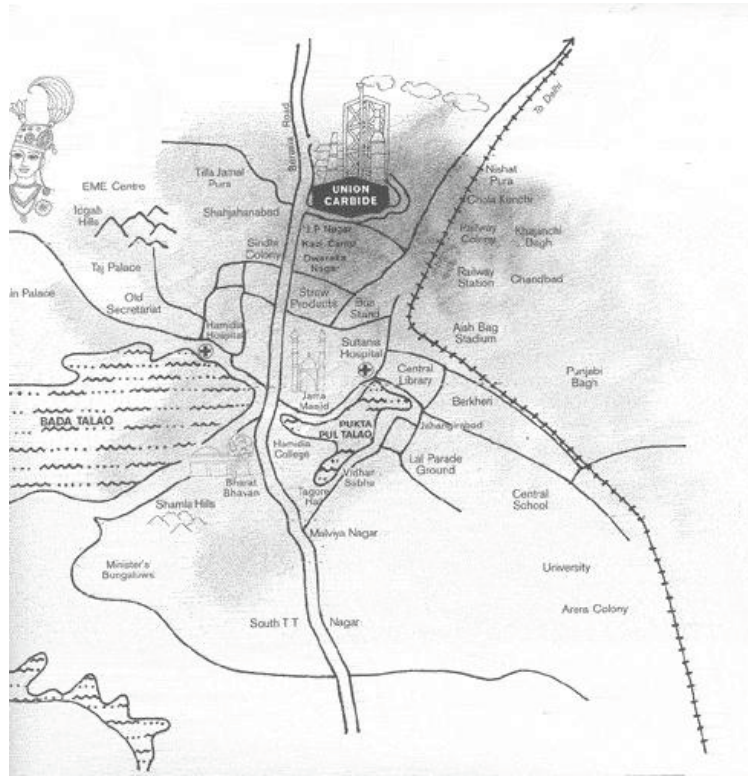 To Delhi
Berasia Road
UNION
CARBIDE
Tilla Jamal
Pura
Nishat
Pura
EME Centre
Chola Kenchi
Idgah
Hills
Shahjahanabad
J.P Nagar
Kazi Camp
Dwaraka
Nagar
Railway
Colony
Khajanchi
Bagh
Sindhi
Colony
Taj Palace
Railway
Station
Chandbad
in Palace
Old
Secretariat
Straw
Products
Bus
Stand
Hamidia
Hospital
Sultania
Hospital
Aish Bag
Stadium
Central
Library
Punjabi
Bagh
Jama
Masjid
Berkheri
BADA TALAO
PUKTA
PUL TALAO
Jahangirabad
Hamidia
College
Lal Parade
Ground
Bharat
Bhavan
Vidhan
Sabha
Tagore
Hall
Central
School
Shamla Hills
Malviya Nagar
Minister's
Bungalows
University
Arera Colony
South T T Nagar